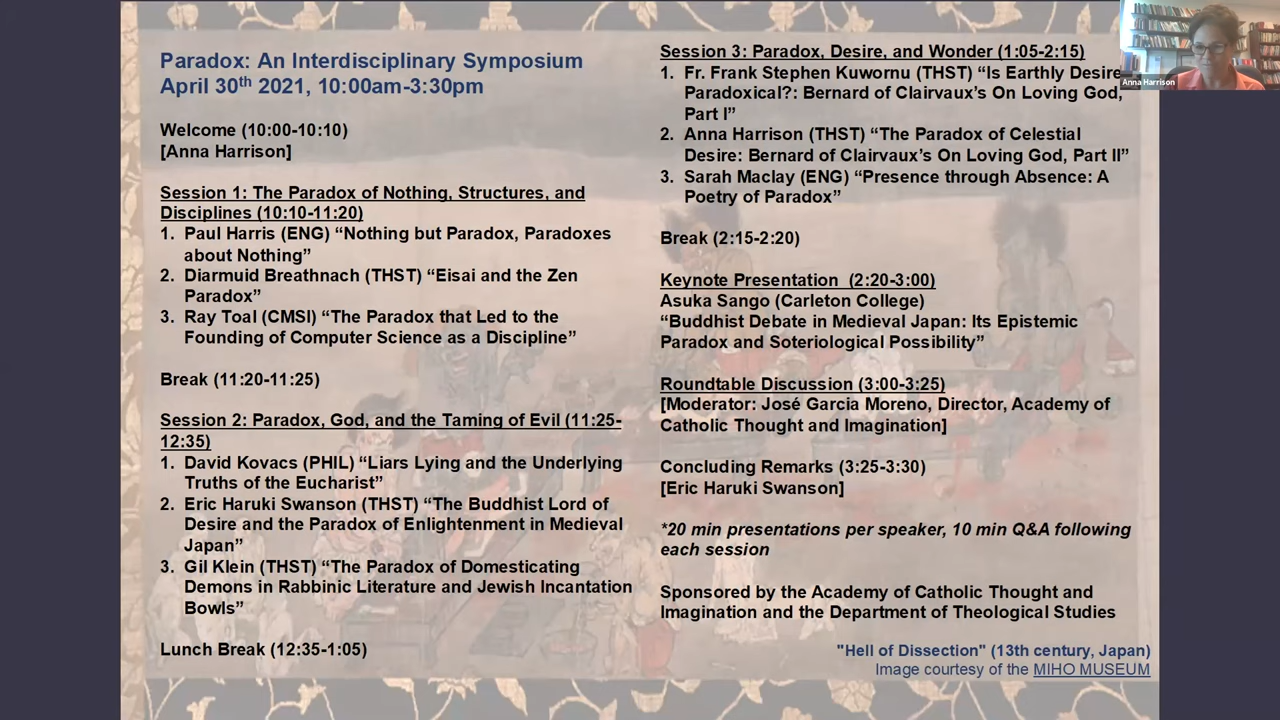 Paradox: An Interdisciplinary Symposium
April 30th 2021, 10:00am-3:30pm
Welcome (10:00-10:10)
[Anna Harrison]
Session 1: The Paradox of Nothing, Structures, and
Disciplines (10:10-11:20)
1. Paul Harris (ENG) “Nothing but Paradox, Paradoxes
about Nothing”
2. Diarmuid Breathnach (THST) “Eisai and the Zen
Paradox”
3. Ray Toal (CMSI) “The Paradox that Led to the
Founding of Computer Science as a Discipline”
Break (11:20-11:25)
Session 2: Paradox, God, and the Taming of Evil (11:25-
12:35)
1. David Kovacs (PHIL) “Liars Lying and the Underlying
Truths of the Eucharist”
2. Eric Haruki Swanson (THST) “The Buddhist Lord of
Desire and the Paradox of Enlightenment in Medieval
Japan”
3. Gil Klein (THST) “The Paradox of Domesticating
Demons in Rabbinic Literature and Jewish Incantation
Bowls”
Lunch Break (12:35-1:05)
Session 3: Paradox, Desire, and Wonder (1:05-2:15)
1. Fr. Frank Stephen Kuwornu (THST) “Is Earthly Desire
Paradoxical?: Bernard of Clairvaux’s On Loving God,
Part I”
2. Anna Harrison (THST) “The Paradox of Celestial
Desire: Bernard of Clairvaux’s On Loving God, Part II”
3. Sarah Maclay (ENG) “Presence through Absence: A
Poetry of Paradox”
Break (2:15-2:20)
Keynote Presentation (2:20-3:00)
Asuka Sango (Carleton College)
“Buddhist Debate in Medieval Japan: Its Epistemic
Paradox and Soteriological Possibility”
Roundtable Discussion (3:00-3:25)
[Moderator: José Garcia Moreno, Director, Academy of
Catholic Thought and Imagination]
Concluding Remarks (3:25-3:30)
[Eric Haruki Swanson]
*20 min presentations per speaker, 10 min Q&A following
each session
Sponsored by the Academy of Catholic Thought and
Imagination and the Department of Theological Studies
"Hell of Dissection" (13th century, Japan)
Image courtesy of the MIHO MUSEUM
Anna Harrison